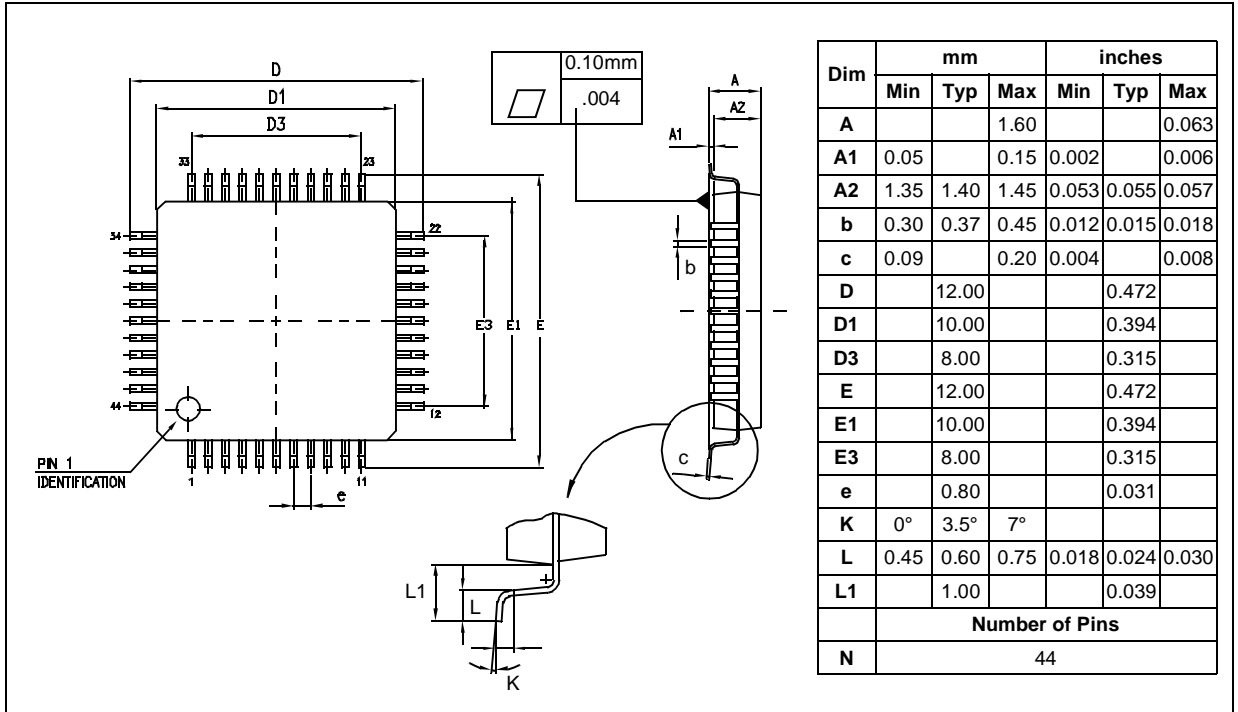 D
D1
D3
33 23
34 22
44 12
1 11
PIN 1
IDENTIFICATION
e
E3 E1 E
0.10mm
.004
A
A2
A1
b
c
L1
L
K
Dim mm inches
Min Typ Max Min Typ Max
A 1.60 0.063
A1 0.05 0.15 0.002 0.006
A2 1.35 1.40 1.45 0.053 0.055 0.057
b 0.30 0.37 0.45 0.012 0.015 0.018
c 0.09 0.20 0.004 0.008
D 12.00 0.472
D1 10.00 0.394
D3 8.00 0.315
E 12.00 0.472
E1 10.00 0.394
E3 8.00 0.315
e 0.80 0.031
K 0° 3.5° 7°
L 0.45 0.60 0.75 0.018 0.024 0.030
L1 1.00 0.039
Number of Pins
N 44